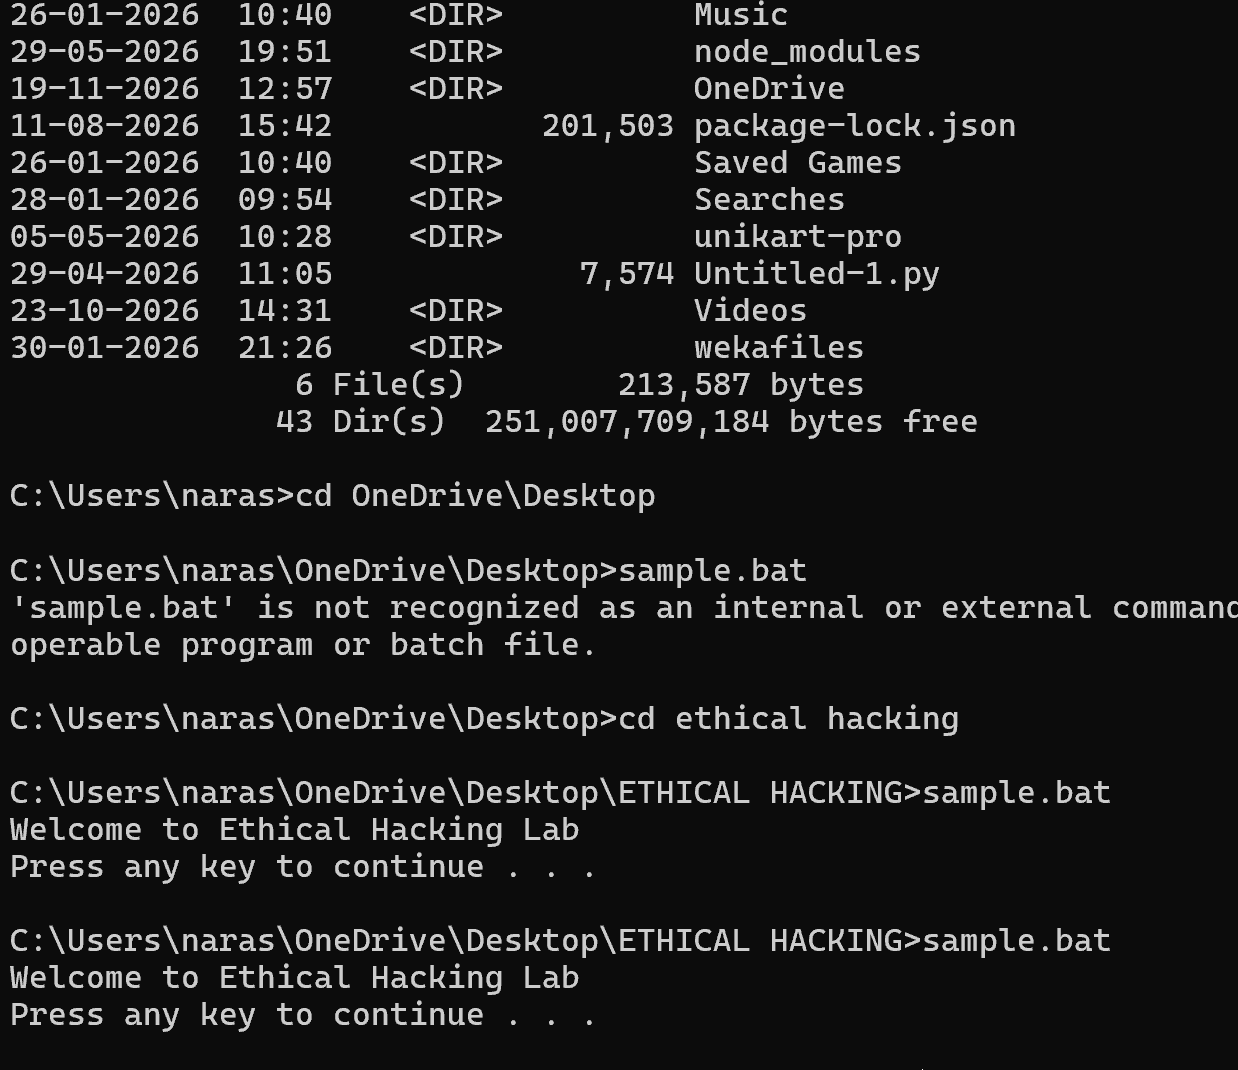 26-01-2026  10:40    <DIR>          Music
29-05-2026  19:51    <DIR>          node_modules
19-11-2026  12:57    <DIR>          OneDrive
11-08-2026  15:42           201,503 package-lock.json
26-01-2026  10:40    <DIR>          Saved Games
28-01-2026  09:54    <DIR>          Searches
05-05-2026  10:28    <DIR>          unikart-pro
29-04-2026  11:05             7,574 Untitled-1.py
23-10-2026  14:31    <DIR>          Videos
30-01-2026  21:26    <DIR>          wekafiles
               6 File(s)        213,587 bytes
              43 Dir(s)  251,007,709,184 bytes free
C:\Users\naras>cd OneDrive\Desktop
C:\Users\naras\OneDrive\Desktop>sample.bat
'sample.bat' is not recognized as an internal or external command
operable program or batch file.
C:\Users\naras\OneDrive\Desktop>cd ethical hacking
C:\Users\naras\OneDrive\Desktop\ETHICAL HACKING>sample.bat
Welcome to Ethical Hacking Lab
Press any key to continue . . .
C:\Users\naras\OneDrive\Desktop\ETHICAL HACKING>sample.bat
Welcome to Ethical Hacking Lab
Press any key to continue . . .